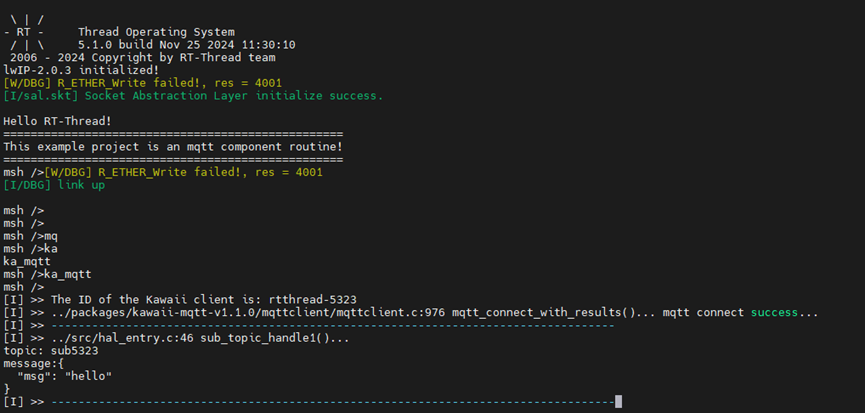 \ | /
- RT -     Thread Operating System
 / | \     5.1.0 build Nov 25 2024 11:30:10
 2006 - 2024 Copyright by RT-Thread team
lwIP-2.0.3 initialized!
[W/DBG] R_ETHER_Write failed!, res = 4001
[I/sal.skt] Socket Abstraction Layer initialize success.
Hello RT-Thread!
==================================================
This example project is an mqtt component routine!
==================================================
msh />[W/DBG] R_ETHER_Write failed!, res = 4001
[I/DBG] link up
msh />
msh />
msh />mq
msh />ka
ka_mqtt
msh />ka_mqtt
[I] >> The ID of the Kawaii client is: rtthread-5323
[I] >> ../packages/kawaii-mqtt-v1.1.0/mqttclient/mqttclient.c:976 mqtt_connect_with_results()... mqtt connect success...
[I] >> -----------------------------------------------------------------------------------
[I] >> ../src/hal_entry.c:46 sub_topic_handle1()...
topic: sub5323
message:{
  "msg": "hello"
}
[I] >> -----------------------------------------------------------------------------------